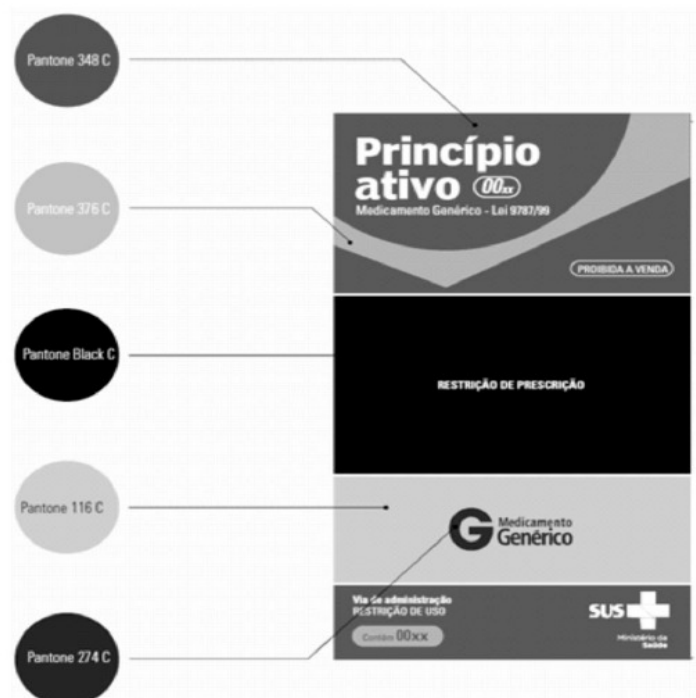 Pantone 348 C
Princípio
ativo 00xx
Medicamento Genérico - Lei 9787/99
Pantone 376 C
PROIBIDA A VENDA
Pantone Black C
RESTRIÇÃO DE PRESCRIÇÃO
Pantone 116 C
G Medicamento
Genérico
Via de administração
RESTRIÇÃO DE USO
Contém 00xx
SUS
Ministério da
Saúde
Pantone 274 C